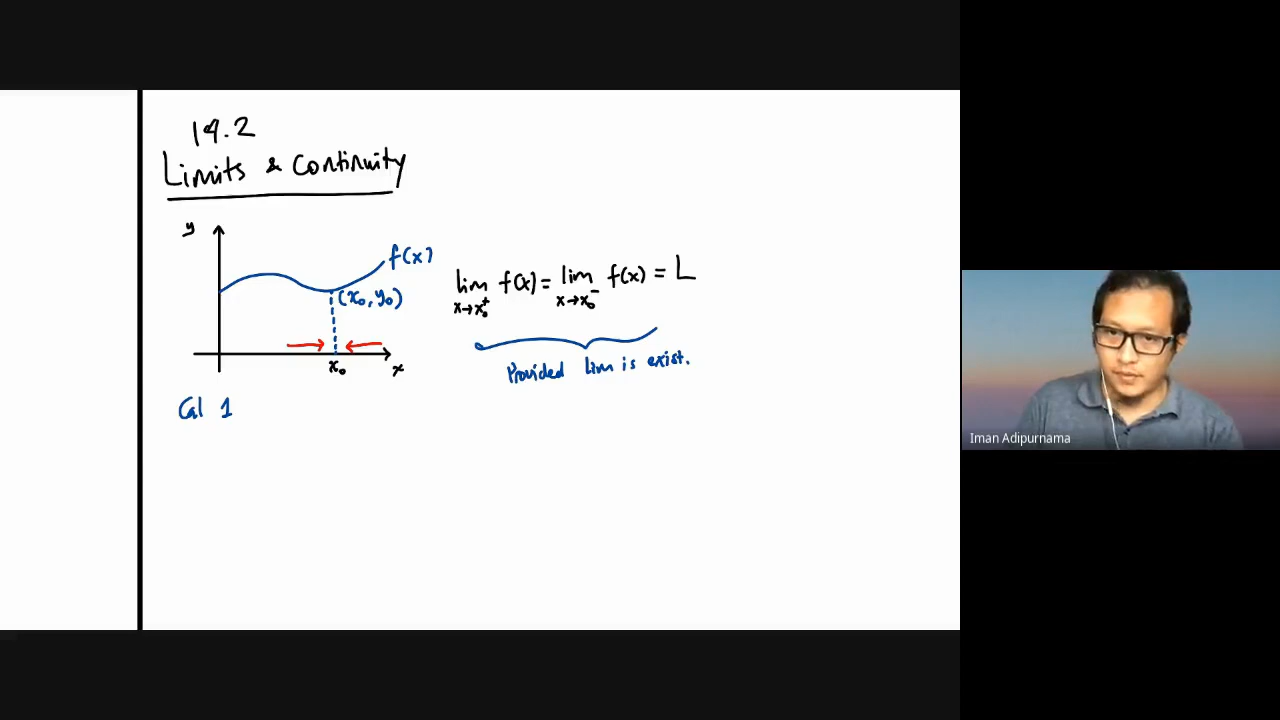 14.2
Limits & Continuity
y
f(x)
(x₀, y₀)
x₀
x
lim f(x) = lim f(x) = L
x→x₀⁺ x→x₀⁻
Provided lim is exist.
Cal 1
Iman Adipurnama